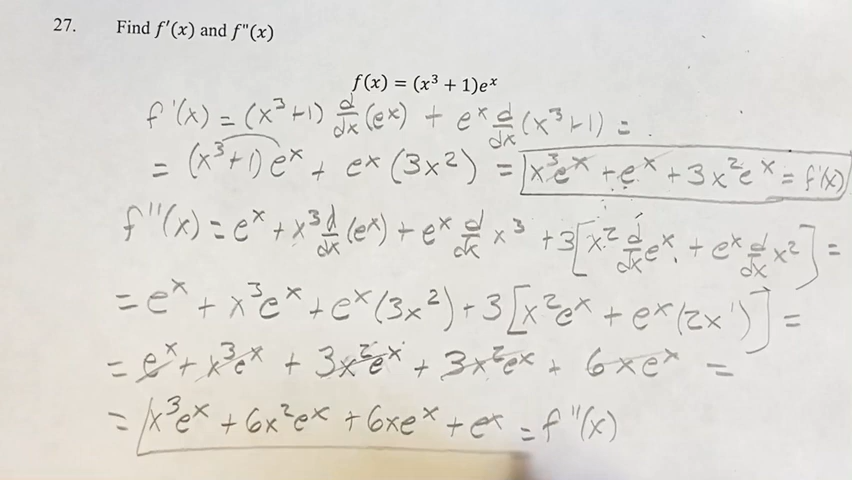 27. Find f'(x) and f"(x)
f(x) = (x³ + 1)eˣ
f'(x) = (x³+1) d/dx (eˣ) + eˣ d/dx (x³+1) =
= (x³+1) eˣ + eˣ (3x²) = x³eˣ + eˣ + 3x²eˣ = f'(x)
f''(x) = eˣ + x³ d/dx (eˣ) + eˣ d/dx x³ + 3[x² d/dx eˣ + eˣ d/dx x²] =
= eˣ + x³eˣ + eˣ(3x²) + 3[x²eˣ + eˣ(2x')] =
= eˣ + x³eˣ + 3x²eˣ + 3x²eˣ + 6xeˣ =
= x³eˣ + 6x²eˣ + 6xeˣ + eˣ = f''(x)